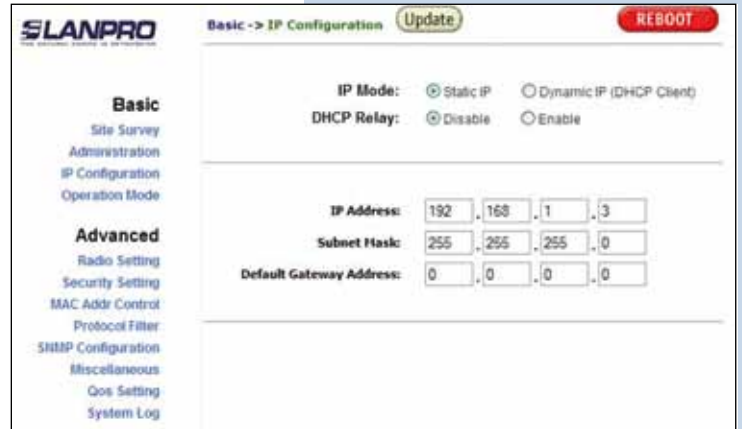 LANPRO
Basic -> IP Configuration
Update
REBOOT
IP Mode: Static IP Dynamic IP (DHCP Client)
DHCP Relay: Disable Enable
IP Address: 192 . 168 . 1 . 3
Subnet Mask: 255 . 255 . 255 . 0
Default Gateway Address: 0 . 0 . 0 . 0
Basic
Site Survey
Administration
IP Configuration
Operation Mode
Advanced
Radio Setting
Security Setting
MAC Addr Control
Protocol Filter
SNMP Configuration
Miscellaneous
Qos Setting
System Log